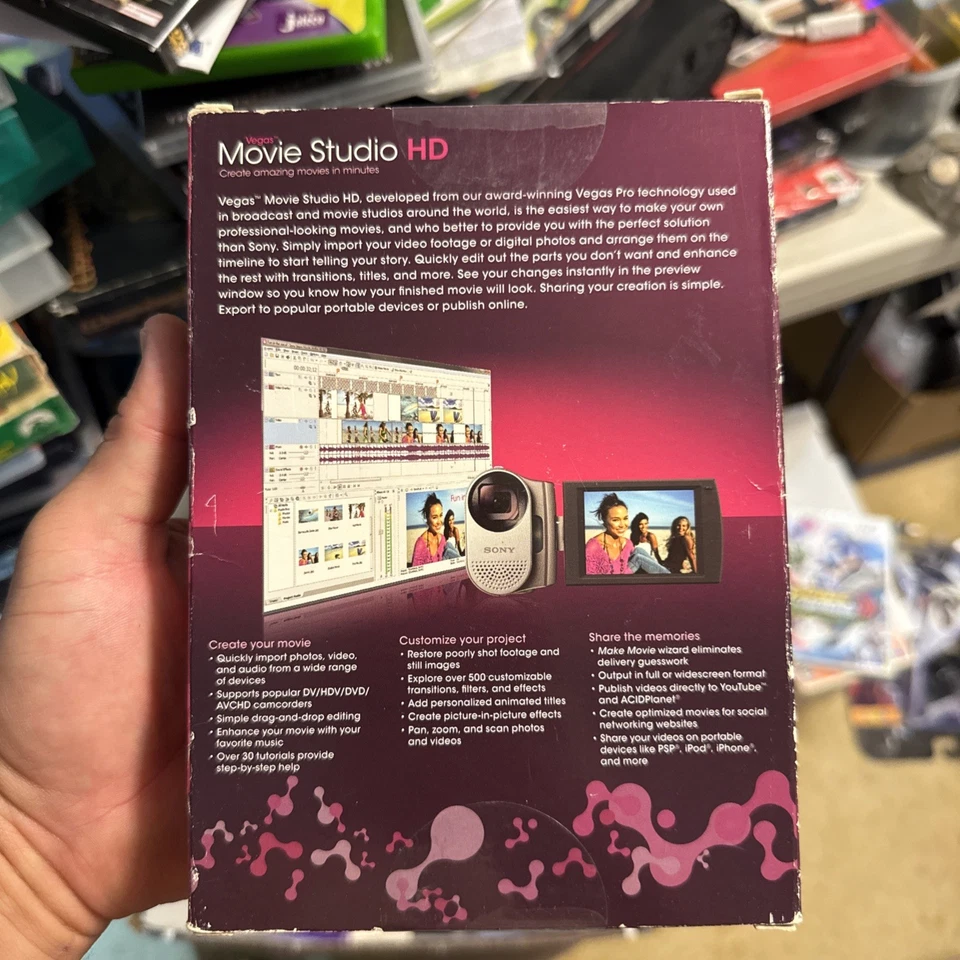 Vegas™
Movie Studio HD
Create amazing movies in minutes
Vegas™ Movie Studio HD, developed from our award-winning Vegas Pro technology used
in broadcast and movie studios around the world, is the easiest way to make your own
professional-looking movies, and who better to provide you with the perfect solution
than Sony. Simply import your video footage or digital photos and arrange them on the
timeline to start telling your story. Quickly edit out the parts you don't want and enhance
the rest with transitions, titles, and more. See your changes instantly in the preview
window so you know how your finished movie will look. Sharing your creation is simple.
Export to popular portable devices or publish online.
Fun in
SONY
Create your movie
• Quickly import photos, video,
and audio from a wide range
of devices
• Supports popular DV/HDV/DVD/
AVCHD camcorders
• Simple drag-and-drop editing
• Enhance your movie with your
favorite music
• Over 30 tutorials provide
step-by-step help
Customize your project
• Restore poorly shot footage and
still images
• Explore over 500 customizable
transitions, filters, and effects
• Add personalized animated titles
• Create picture-in-picture effects
• Pan, zoom, and scan photos
and videos
Share the memories
• Make Movie wizard eliminates
delivery guesswork
• Output in full or widescreen format
• Publish videos directly to YouTube™
and ACIDPlanet®
• Create optimized movies for social
networking websites
• Share your videos on portable
devices like PSP®, iPod®, iPhone®,
and more